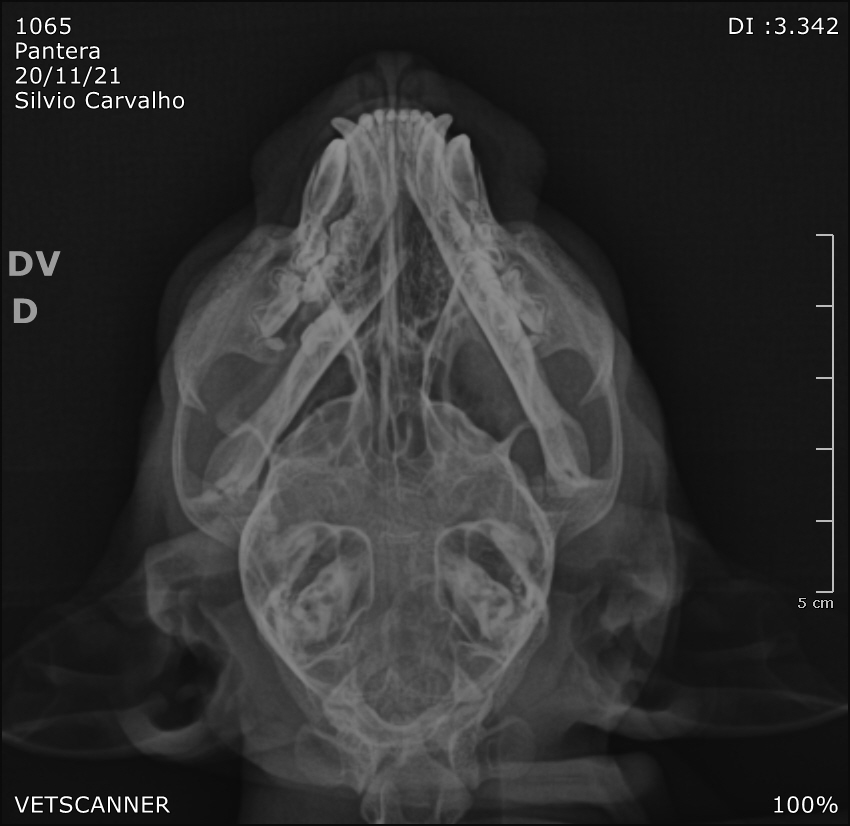 1065
Pantera
20/11/21
Silvio Carvalho
DI :3.342
DV
D
5 cm
VETSCANNER
100%